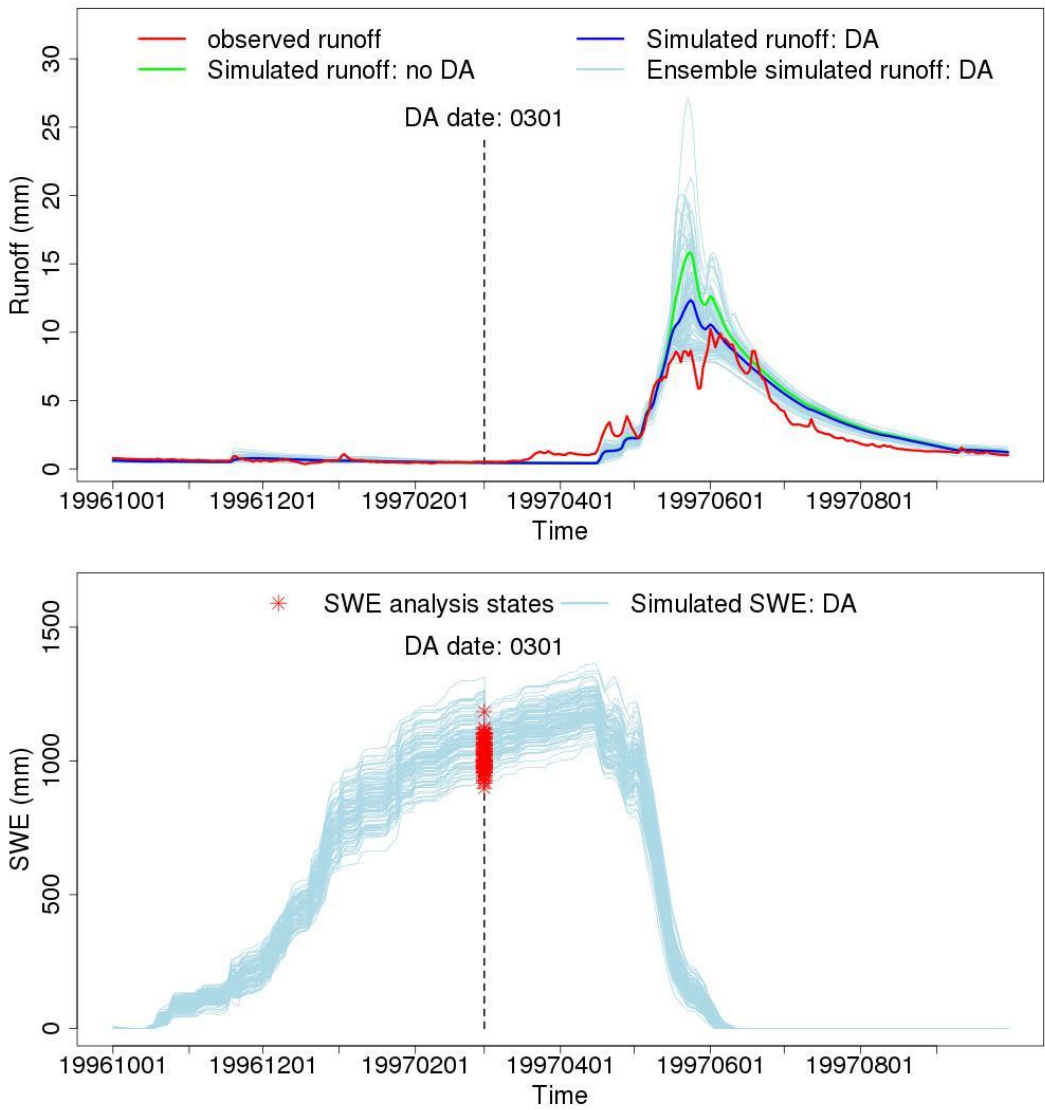 observed runoff
Simulated runoff: no DA
Simulated runoff: DA
Ensemble simulated runoff: DA
DA date: 0301
30
25
20
15
10
5
0
Runoff (mm)
19961001 19961201 19970201 19970401 19970601 19970801
Time
SWE analysis states
Simulated SWE: DA
DA date: 0301
1500
1000
500
0
SWE (mm)
19961001 19961201 19970201 19970401 19970601 19970801
Time